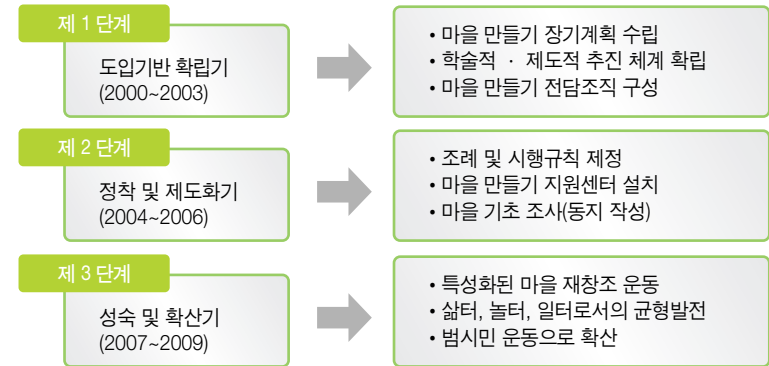 제 1 단계
도입기반 확립기
(2000~2003)
• 마을 만들기 장기계획 수립
• 학술적 · 제도적 추진 체계 확립
• 마을 만들기 전담조직 구성
제 2 단계
정착 및 제도화기
(2004~2006)
• 조례 및 시행규칙 제정
• 마을 만들기 지원센터 설치
• 마을 기초 조사(동지 작성)
제 3 단계
성숙 및 확산기
(2007~2009)
• 특성화된 마을 재창조 운동
• 삶터, 놀터, 일터로서의 균형발전
• 범시민 운동으로 확산